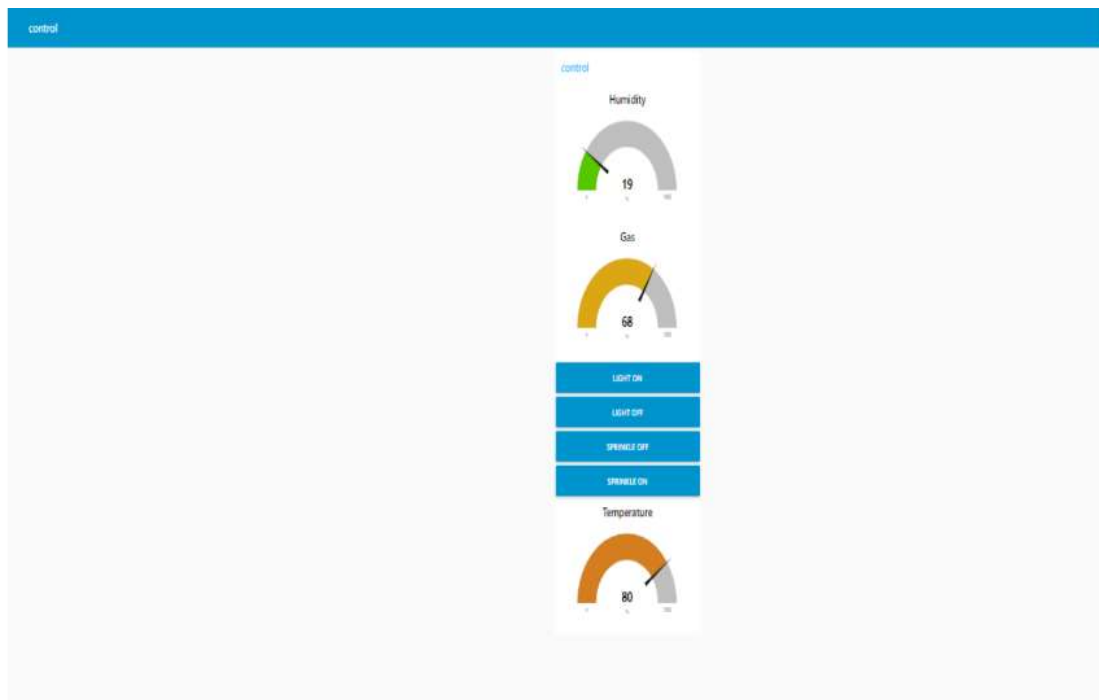 control
control
Humidity
19
%
Gas
68
%
LIGHT ON
LIGHT OFF
SPRINKLE OFF
SPRINKLE ON
Temperature
80
%